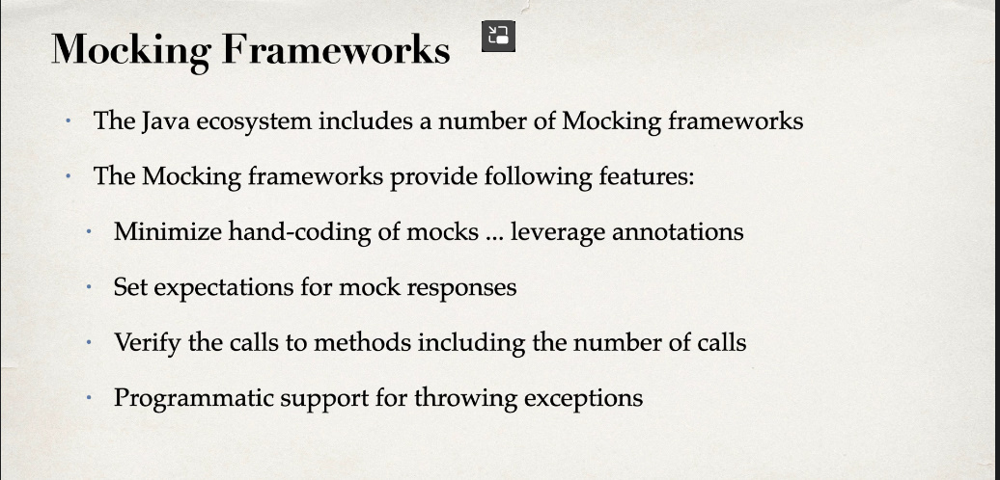 Mocking Frameworks
The Java ecosystem includes a number of Mocking frameworks
The Mocking frameworks provide following features:
Minimize hand-coding of mocks ... leverage annotations
Set expectations for mock responses
Verify the calls to methods including the number of calls
Programmatic support for throwing exceptions